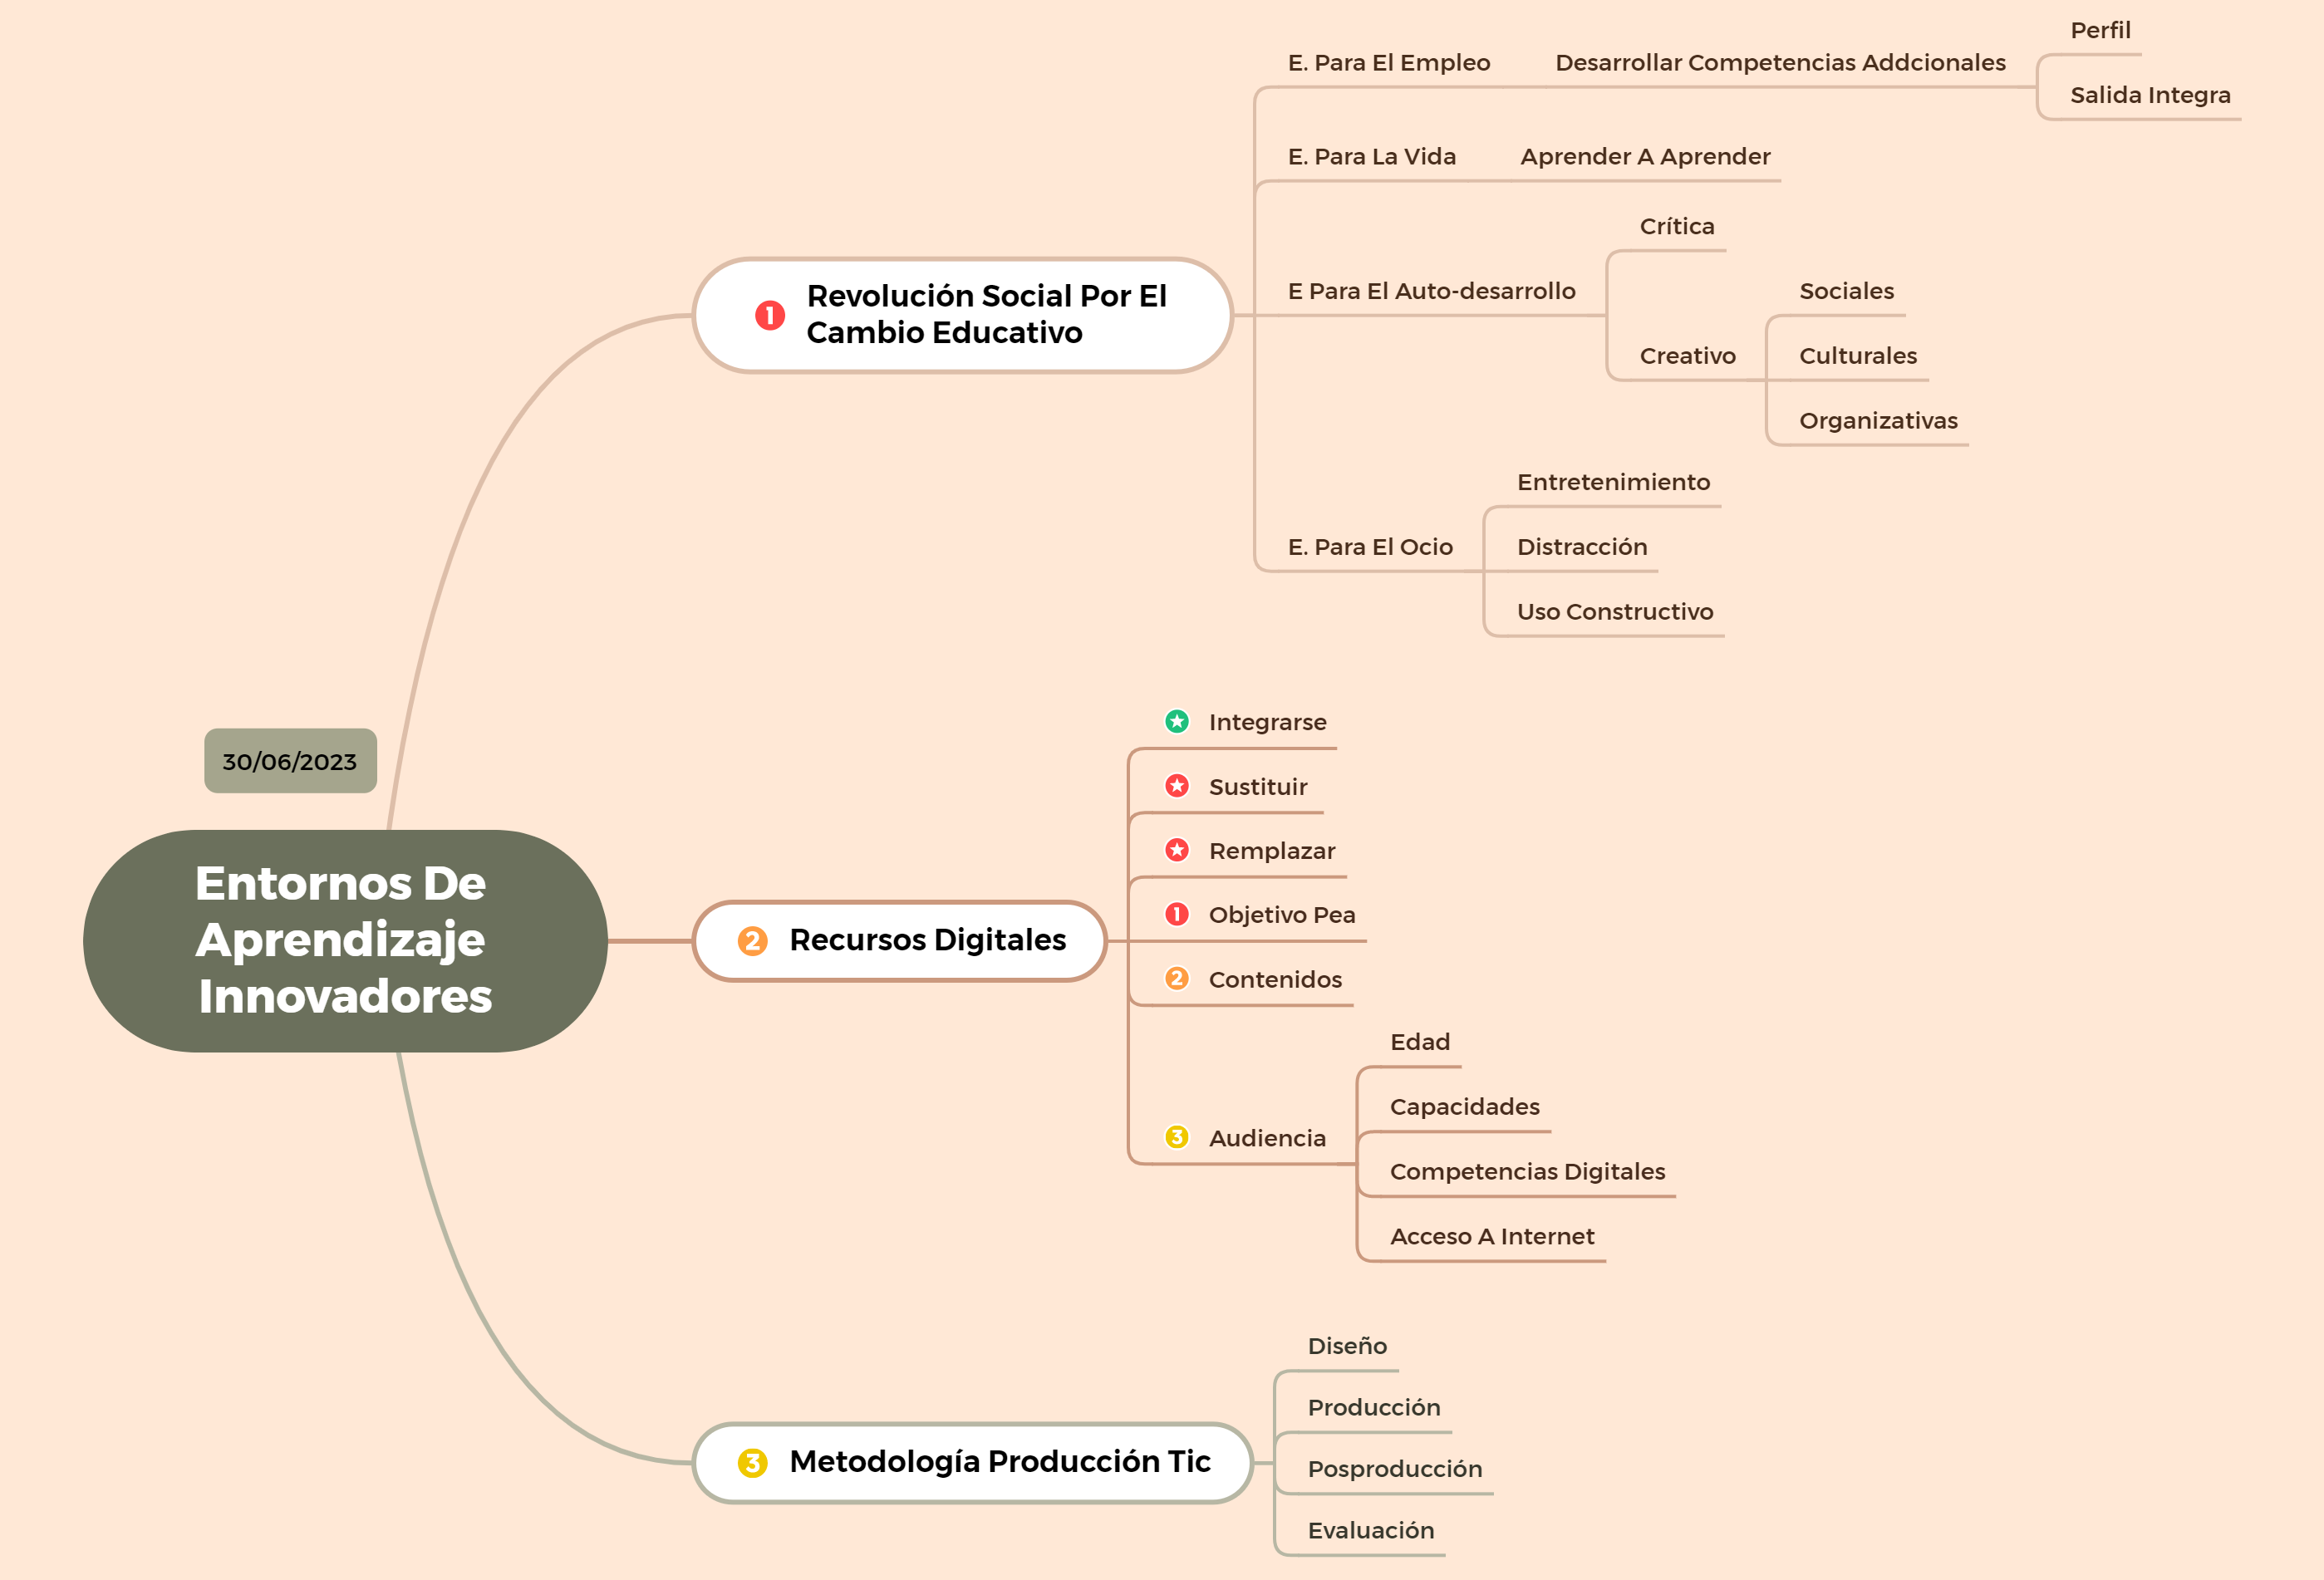 30/06/2023
Entornos De
Aprendizaje
Innovadores
1
Revolución Social Por El
Cambio Educativo
E. Para El Empleo
Desarrollar Competencias Addcionales
Perfil
Salida Integra
E. Para La Vida
Aprender A Aprender
E Para El Auto-desarrollo
Crítica
Creativo
Sociales
Culturales
Organizativas
E. Para El Ocio
Entretenimiento
Distracción
Uso Constructivo
2
Recursos Digitales
Integrarse
Sustituir
Remplazar
1 Objetivo Pea
2 Contenidos
3 Audiencia
Edad
Capacidades
Competencias Digitales
Acceso A Internet
3
Metodología Producción Tic
Diseño
Producción
Posproducción
Evaluación